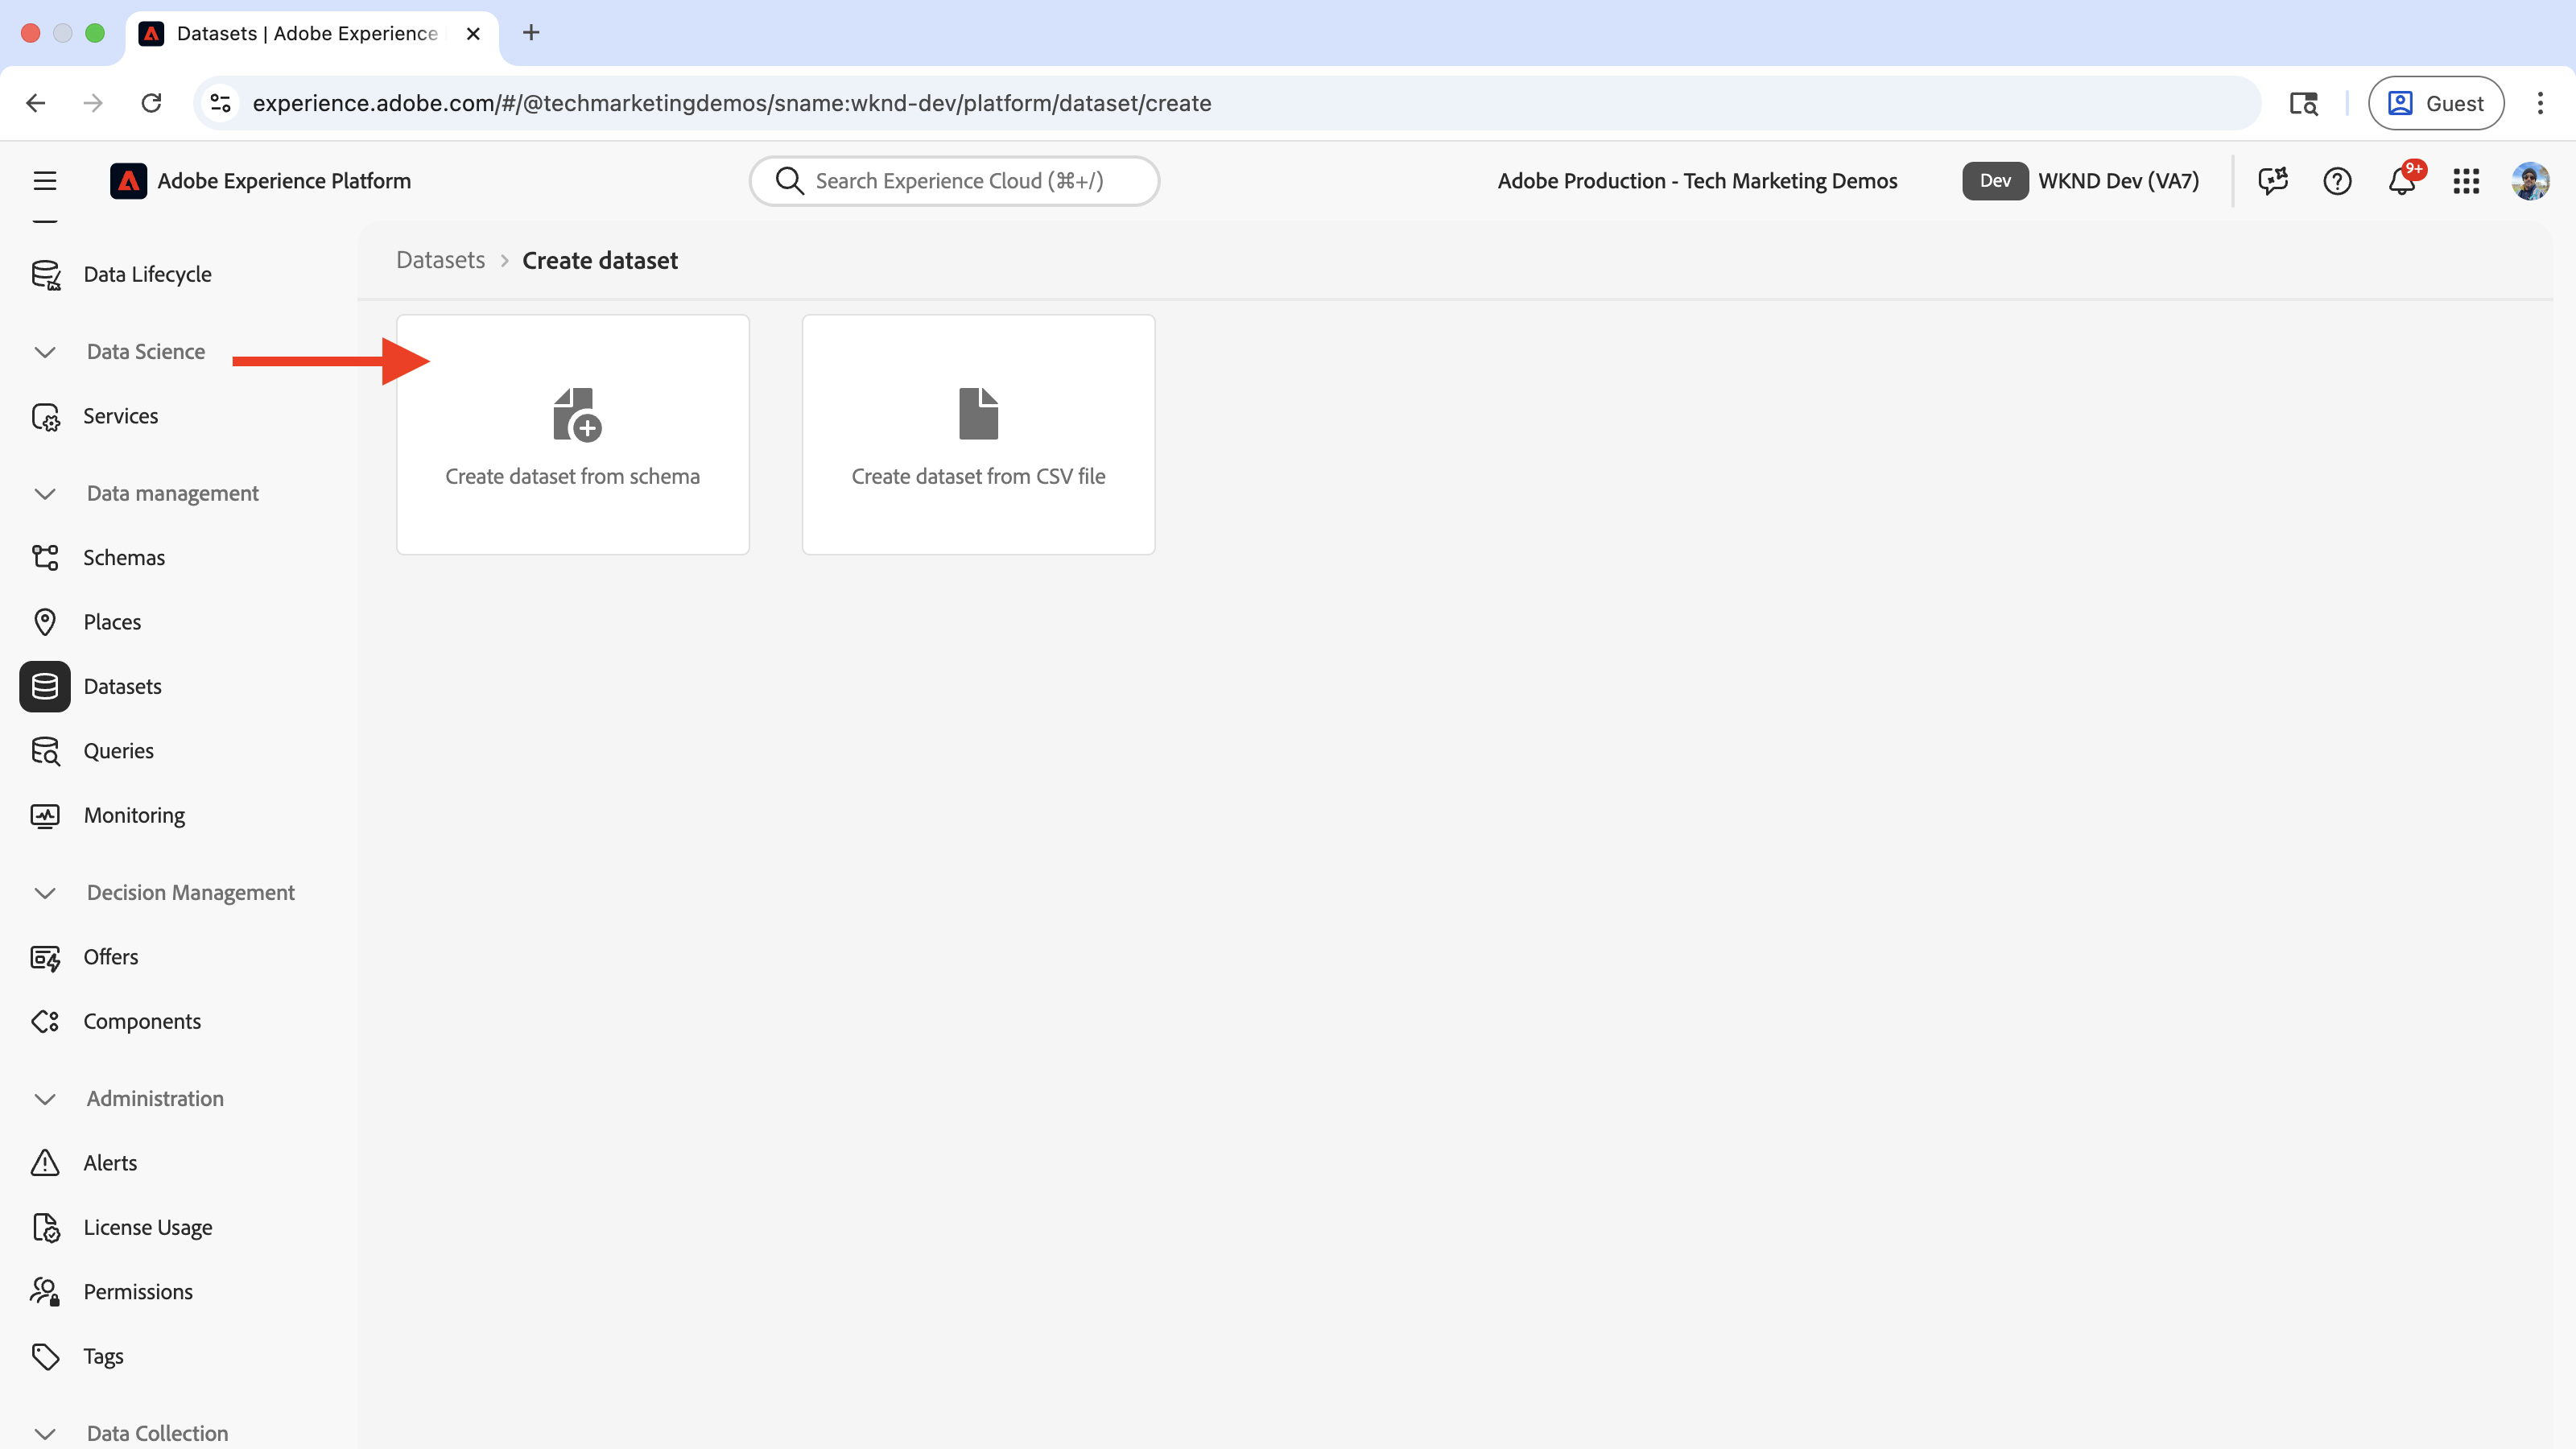 Datasets | Adobe Experience
experience.adobe.com/#/@techmarketingdemos/sname:wknd-dev/platform/dataset/create
Guest
Adobe Experience Platform
Search Experience Cloud (⌘+/)
Adobe Production - Tech Marketing Demos
Dev
WKND Dev (VA7)
9+
Data Lifecycle
Data Science
Services
Data management
Schemas
Places
Datasets
Queries
Monitoring
Decision Management
Offers
Components
Administration
Alerts
License Usage
Permissions
Tags
Data Collection
Datasets > Create dataset
Create dataset from schema
Create dataset from CSV file